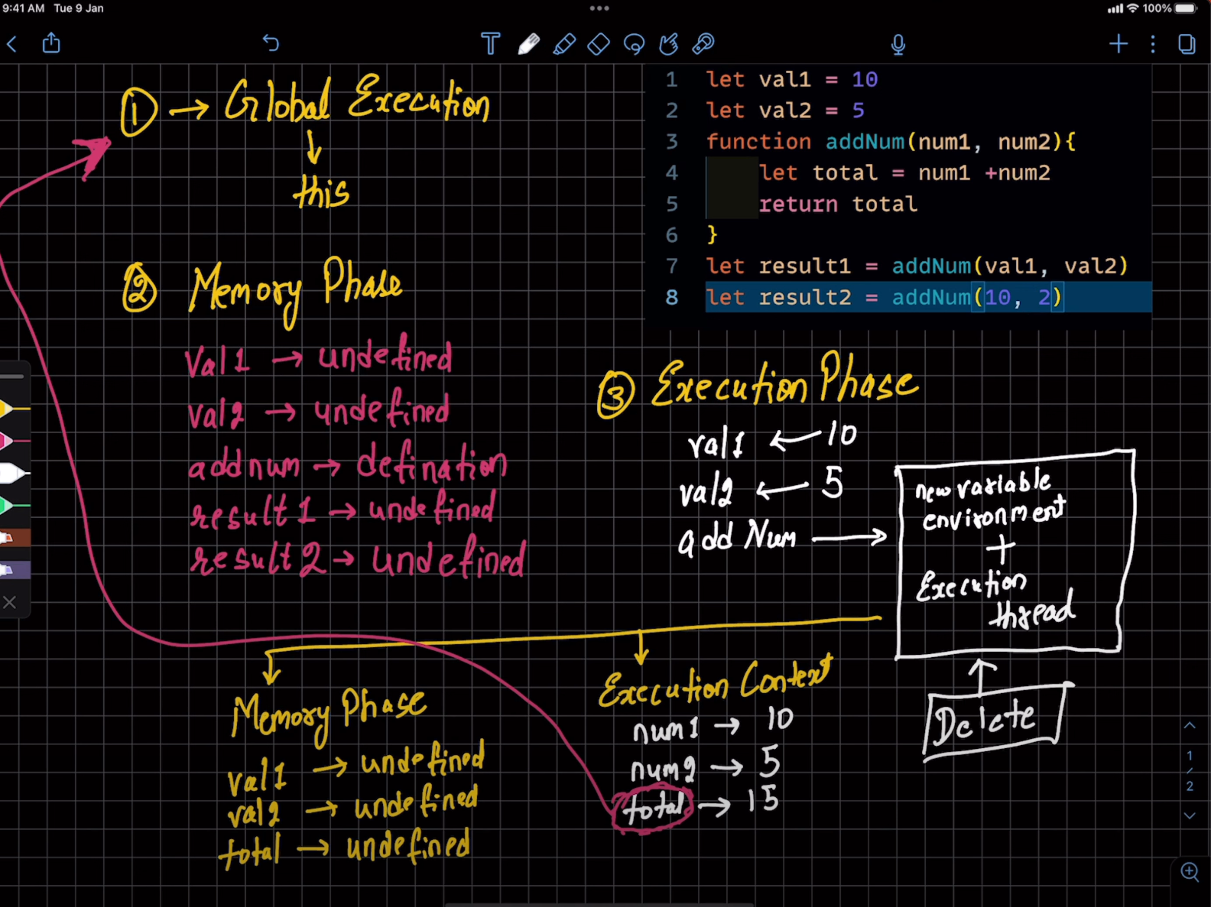 9:41 AM Tue 9 Jan
100%
① → Global Execution
↓
this
② Memory Phase
Val1 → undefined
val2 → undefined
addnum → defination
result1 → undefined
result2 → undefined
1 let val1 = 10
2 let val2 = 5
3 function addNum(num1, num2){
4 let total = num1 +num2
5 return total
6 }
7 let result1 = addNum(val1, val2)
8 let result2 = addNum(10, 2)
③ Execution Phase
val1 ← 10
val2 ← 5
add Num →
new variable
environment
+
Execution
thread
Delete
Memory Phase
val1 → undefined
val2 → undefined
total → undefined
Execution Context
num1 → 10
num2 → 5
total → 15
1
/
2